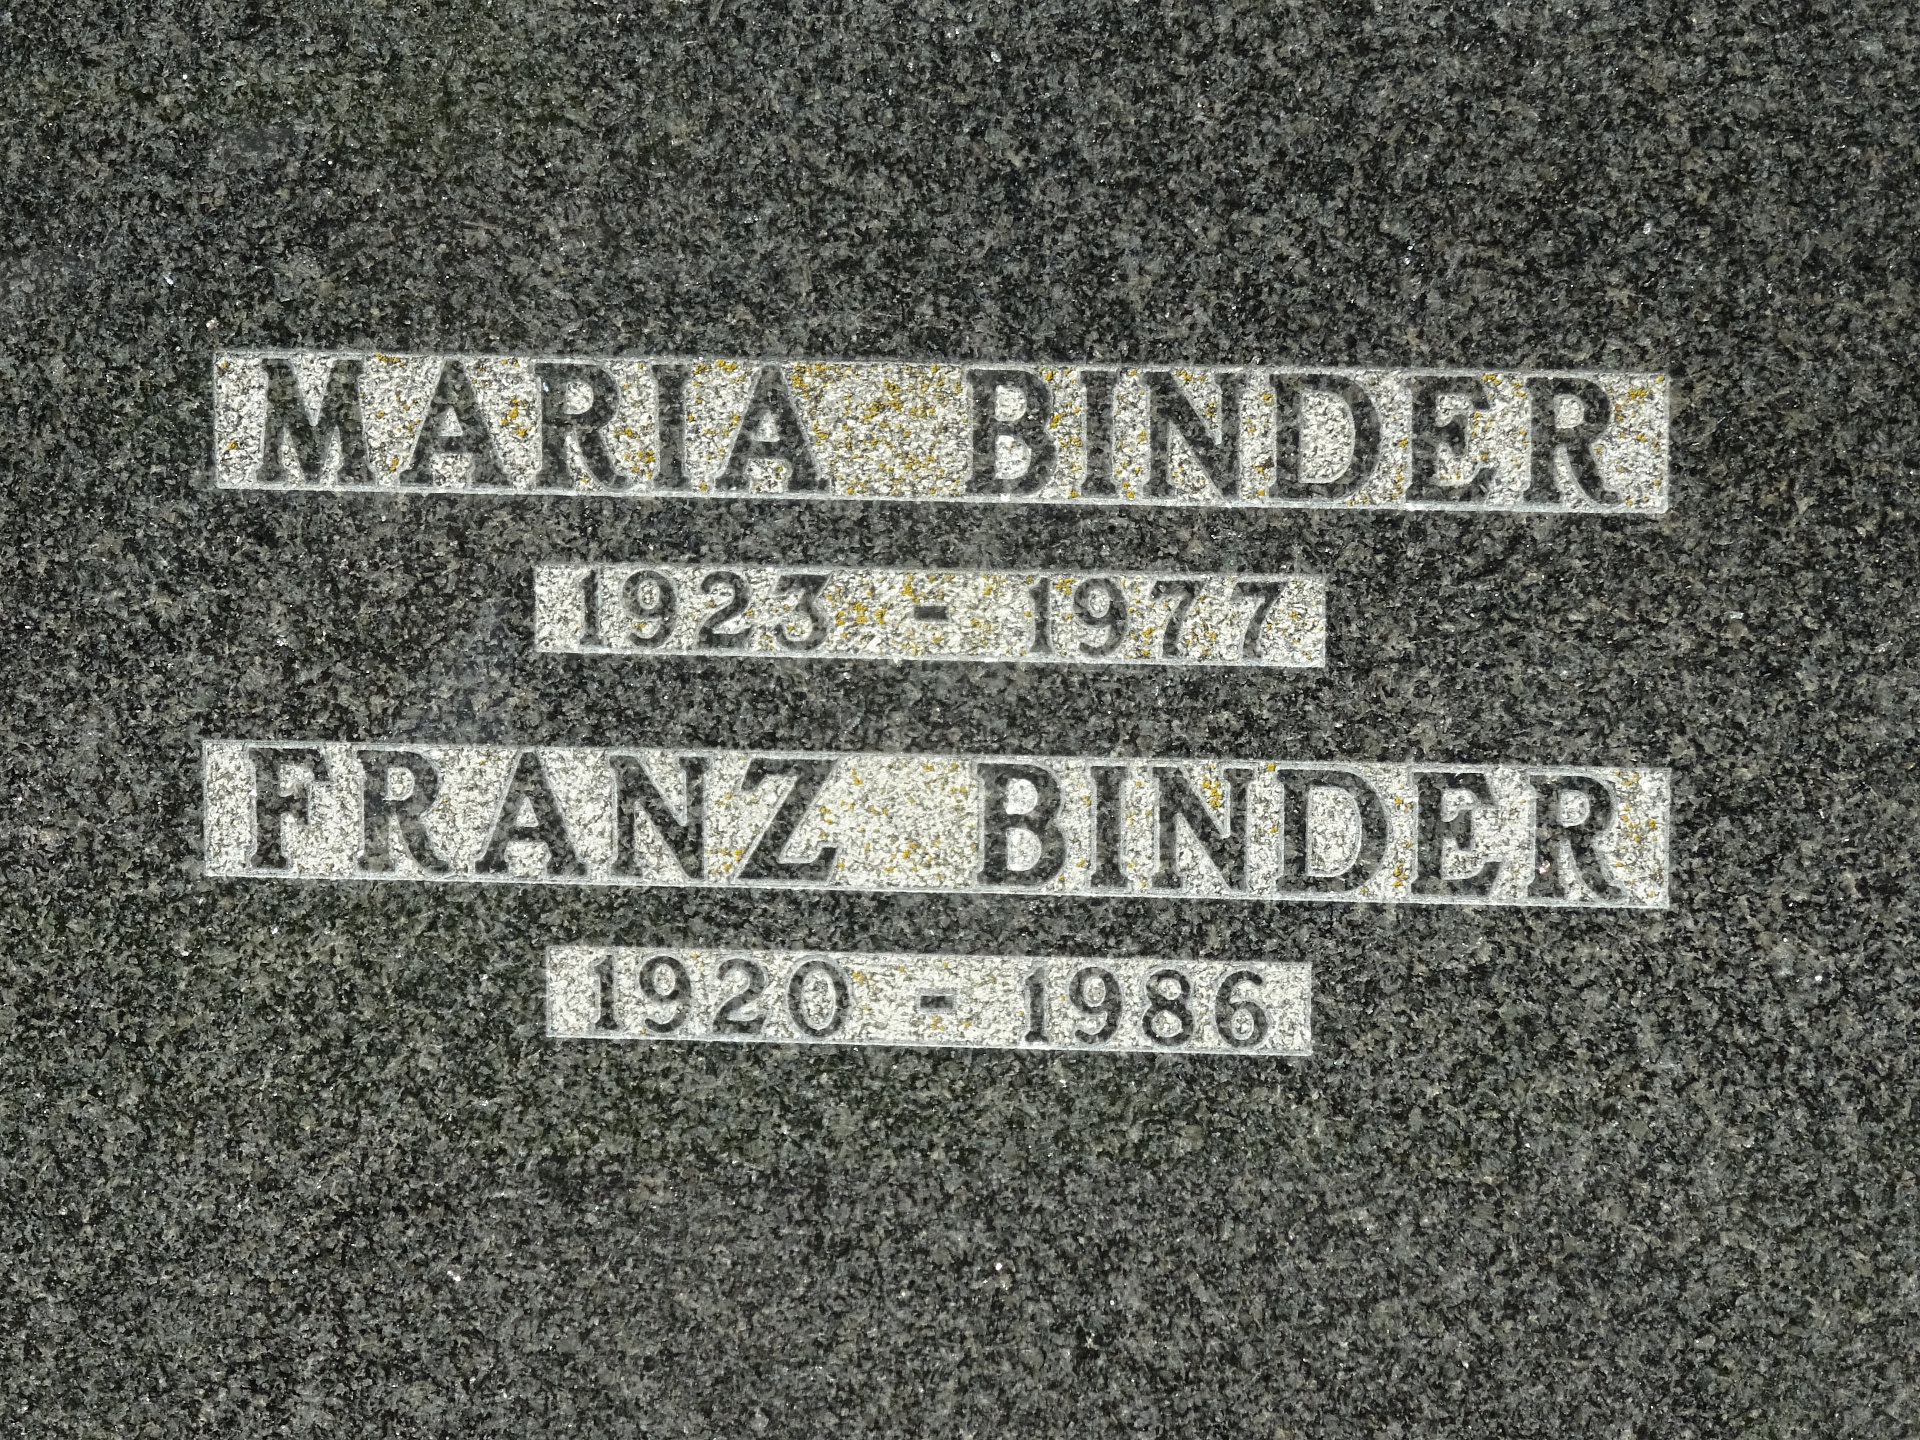 MARIA BINDER
1923 - 1977
FRANZ BINDER
1920 - 1986